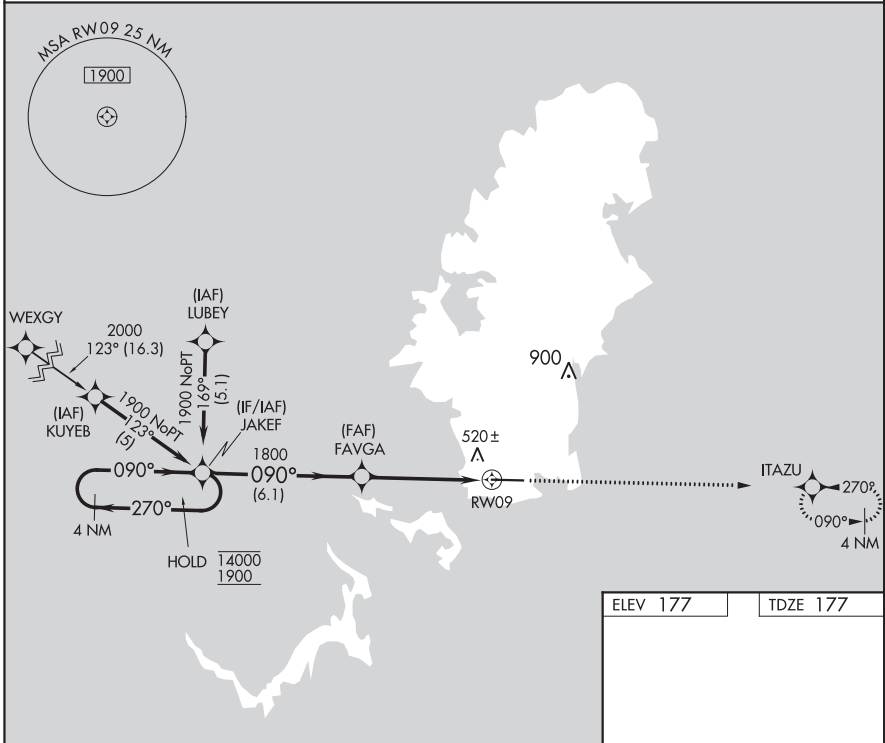 MSA RW09 25 NM
1900
(IAF)
LUBEY
WEXGY
2000
123° (16.3)
1900 NoPT
169°
(5.1)
(IAF)
KUYEB
1900 NoPT
123°
(5)
(IF/IAF)
JAKEF
1800
090°
(6.1)
(FAF)
FAVGA
090°
270°
4 NM
HOLD
14000
1900
900
520±
RW09
ITAZU
270°
090°
4 NM
ELEV 177
TDZE 177